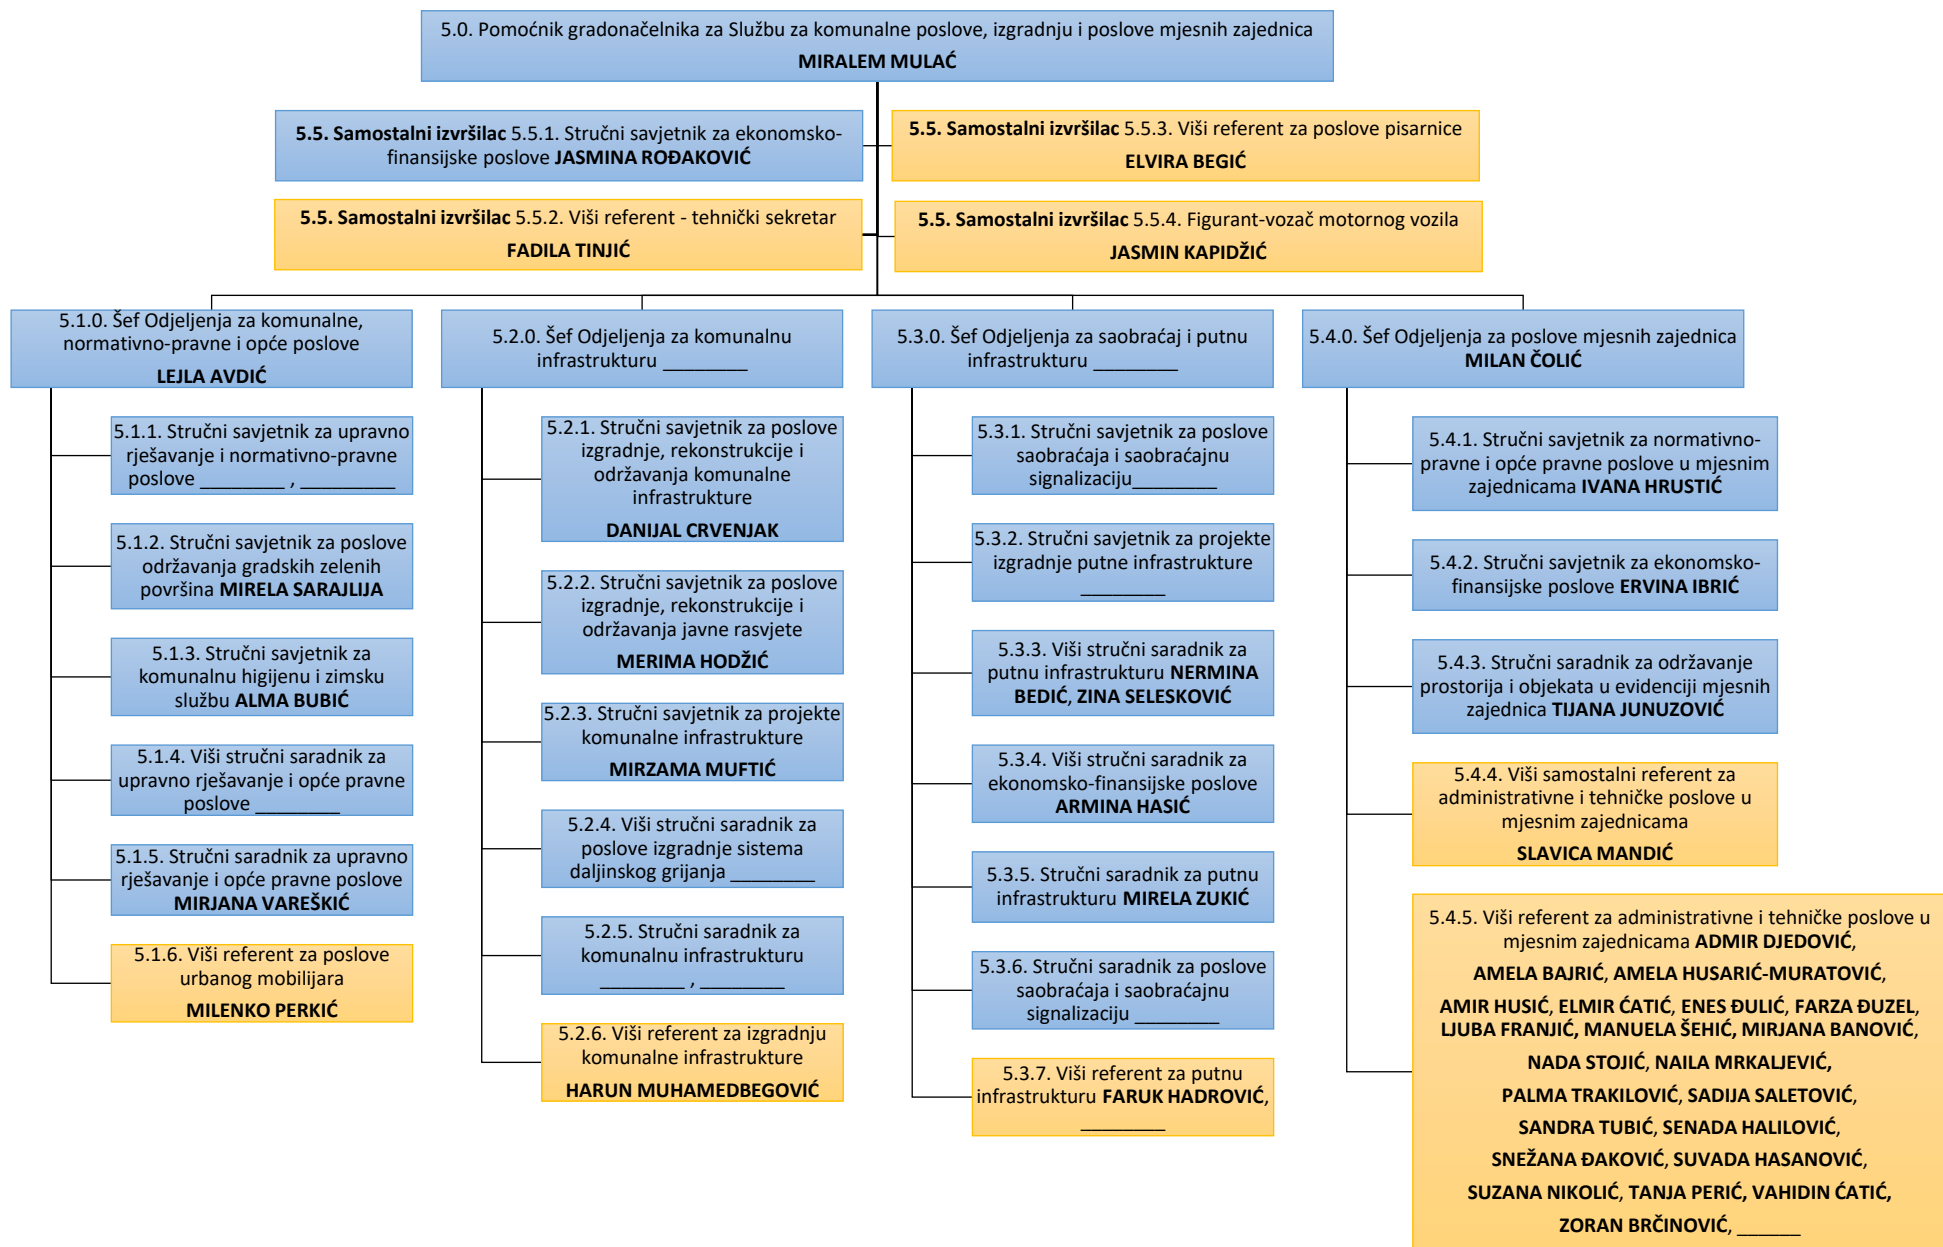 5.0. Pomoćnik gradonačelnika za Službu za komunalne poslove, izgradnju i poslove mjesnih zajednica
MIRALEM MULAĆ
5.5. Samostalni izvršilac 5.5.1. Stručni savjetnik za ekonomsko-
finansijske poslove JASMINA ROĐAKOVIĆ
5.5. Samostalni izvršilac 5.5.3. Viši referent za poslove pisarnice
ELVIRA BEGIĆ
5.5. Samostalni izvršilac 5.5.2. Viši referent - tehnički sekretar
FADILA TINJIĆ
5.5. Samostalni izvršilac 5.5.4. Figurant-vozač motornog vozila
JASMIN KAPIDŽIĆ
5.1.0. Šef Odjeljenja za komunalne,
normativno-pravne i opće poslove
LEJLA AVDIĆ
5.1.1. Stručni savjetnik za upravno
rješavanje i normativno-pravne
poslove ________ , _________
5.1.2. Stručni savjetnik za poslove
održavanja gradskih zelenih
površina MIRELA SARAJLIJA
5.1.3. Stručni savjetnik za
komunalnu higijenu i zimsku
službu ALMA BUBIĆ
5.1.4. Viši stručni saradnik za
upravno rješavanje i opće pravne
poslove ________
5.1.5. Stručni saradnik za upravno
rješavanje i opće pravne poslove
MIRJANA VAREŠKIĆ
5.1.6. Viši referent za poslove
urbanog mobilijara
MILENKO PERKIĆ
5.2.0. Šef Odjeljenja za komunalnu
infrastrukturu ________
5.2.1. Stručni savjetnik za poslove
izgradnje, rekonstrukcije i
održavanja komunalne
infrastrukture
DANIJAL CRVENJAK
5.2.2. Stručni savjetnik za poslove
izgradnje, rekonstrukcije i
održavanja javne rasvjete
MERIMA HODŽIĆ
5.2.3. Stručni savjetnik za projekte
komunalne infrastrukture
MIRZAMA MUFTIĆ
5.2.4. Viši stručni saradnik za
poslove izgradnje sistema
daljinskog grijanja ________
5.2.5. Stručni saradnik za
komunalnu infrastrukturu
________ , ________
5.2.6. Viši referent za izgradnju
komunalne infrastrukture
HARUN MUHAMEDBEGOVIĆ
5.3.0. Šef Odjeljenja za saobraćaj i putnu
infrastrukturu ________
5.3.1. Stručni savjetnik za poslove
saobraćaja i saobraćajnu
signalizaciju________
5.3.2. Stručni savjetnik za projekte
izgradnje putne infrastrukture
________
5.3.3. Viši stručni saradnik za
putnu infrastrukturu NERMINA
BEDIĆ, ZINA SELESKOVIĆ
5.3.4. Viši stručni saradnik za
ekonomsko-finansijske poslove
ARMINA HASIĆ
5.3.5. Stručni saradnik za putnu
infrastrukturu MIRELA ZUKIĆ
5.3.6. Stručni saradnik za poslove
saobraćaja i saobraćajnu
signalizaciju ________
5.3.7. Viši referent za putnu
infrastrukturu FARUK HADROVIĆ,
________
5.4.0. Šef Odjeljenja za poslove mjesnih zajednica
MILAN ČOLIĆ
5.4.1. Stručni savjetnik za normativno-
pravne i opće pravne poslove u mjesnim
zajednicama IVANA HRUSTIĆ
5.4.2. Stručni savjetnik za ekonomsko-
finansijske poslove ERVINA IBRIĆ
5.4.3. Stručni saradnik za održavanje
prostorija i objekata u evidenciji mjesnih
zajednica TIJANA JUNUZOVIĆ
5.4.4. Viši samostalni referent za
administrativne i tehničke poslove u
mjesnim zajednicama
SLAVICA MANDIĆ
5.4.5. Viši referent za administrativne i tehničke poslove u
mjesnim zajednicama ADMIR DJEDOVIĆ,
AMELA BAJRIĆ, AMELA HUSARIĆ-MURATOVIĆ,
AMIR HUSIĆ, ELMIR ĆATIĆ, ENES ĐULIĆ, FARZA ĐUZEL,
LJUBA FRANJIĆ, MANUELA ŠEHIĆ, MIRJANA BANOVIĆ,
NADA STOJIĆ, NAILA MRKALJEVIĆ,
PALMA TRAKILOVIĆ, SADIJA SALETOVIĆ,
SANDRA TUBIĆ, SENADA HALILOVIĆ,
SNEŽANA ĐAKOVIĆ, SUVADA HASANOVIĆ,
SUZANA NIKOLIĆ, TANJA PERIĆ, VAHIDIN ĆATIĆ,
ZORAN BRČINOVIĆ, ______